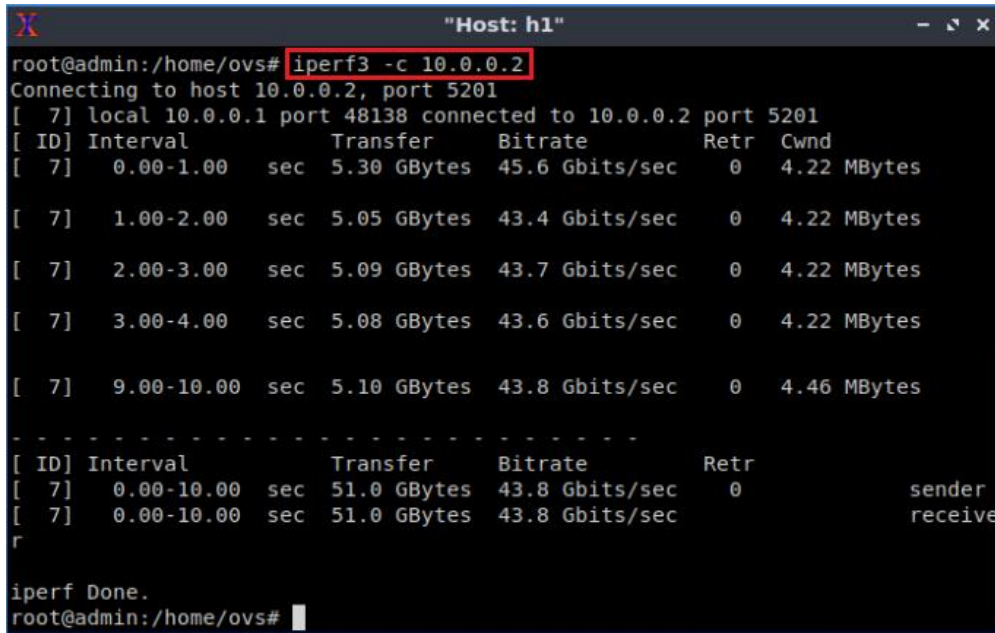 "Host: h1"
root@admin:/home/ovs# iperf3 -c 10.0.0.2
Connecting to host 10.0.0.2, port 5201
[  7] local 10.0.0.1 port 48138 connected to 10.0.0.2 port 5201
[ ID] Interval           Transfer     Bitrate         Retr  Cwnd
[  7]   0.00-1.00   sec  5.30 GBytes  45.6 Gbits/sec    0   4.22 MBytes
[  7]   1.00-2.00   sec  5.05 GBytes  43.4 Gbits/sec    0   4.22 MBytes
[  7]   2.00-3.00   sec  5.09 GBytes  43.7 Gbits/sec    0   4.22 MBytes
[  7]   3.00-4.00   sec  5.08 GBytes  43.6 Gbits/sec    0   4.22 MBytes
[  7]   9.00-10.00  sec  5.10 GBytes  43.8 Gbits/sec    0   4.46 MBytes
- - - - - - - - - - - - - - - - - - - - - - - - -
[ ID] Interval           Transfer     Bitrate         Retr
[  7]   0.00-10.00  sec  51.0 GBytes  43.8 Gbits/sec    0             sender
[  7]   0.00-10.00  sec  51.0 GBytes  43.8 Gbits/sec                  receive
r
iperf Done.
root@admin:/home/ovs#